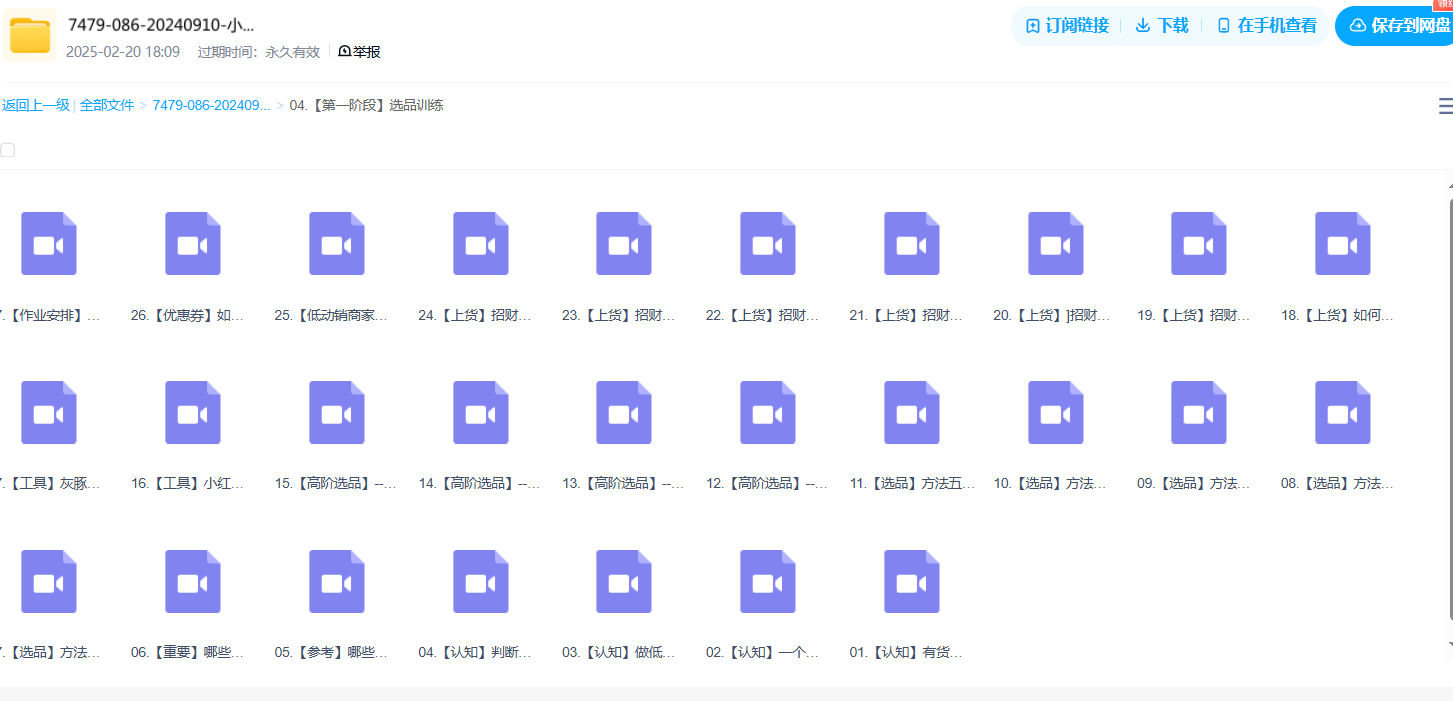 7479-086-20240910-小...
2025-02-20 18:09 过期时间：永久有效 举报
订阅链接 下载 在手机查看 保存到网盘
返回上一级 | 全部文件 > 7479-086-202409... > 04.【第一阶段】选品训练
7.【作业安排】... 26.【优惠券】如... 25.【低动销商家... 24.【上货】招财... 23.【上货】招财... 22.【上货】招财... 21.【上货】招财... 20.【上货】]招财... 19.【上货】招财... 18.【上货】如何...
7.【工具】灰豚... 16.【工具】小红... 15.【高阶选品】--... 14.【高阶选品】--... 13.【高阶选品】--... 12.【高阶选品】--... 11.【选品】方法五... 10.【选品】方法... 09.【选品】方法... 08.【选品】方法...
7.【选品】方法... 06.【重要】哪些... 05.【参考】哪些... 04.【认知】判断... 03.【认知】做低... 02.【认知】一个... 01.【认知】有货...